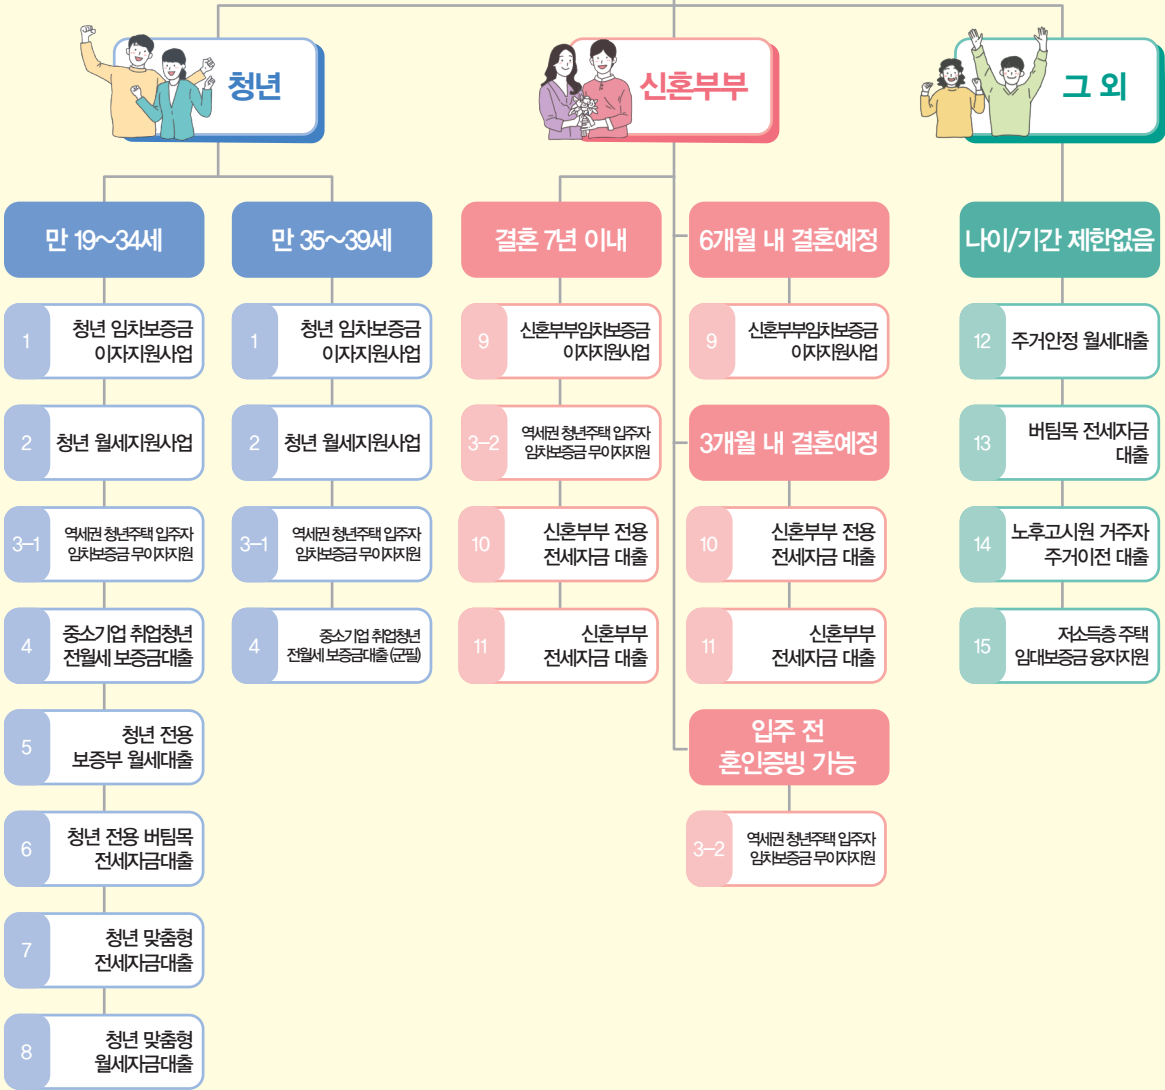 청년
신혼부부
그 외
만 19~34세
1
청년 임차보증금
이자지원사업
2
청년 월세지원사업
3-1
역세권 청년주택 입주자
임차보증금 무이자지원
4
중소기업 취업청년
전월세 보증금대출
5
청년 전용
보증부 월세대출
6
청년 전용 버팀목
전세자금대출
7
청년 맞춤형
전세자금대출
8
청년 맞춤형
월세자금대출
만 35~39세
1
청년 임차보증금
이자지원사업
2
청년 월세지원사업
3-1
역세권 청년주택 입주자
임차보증금 무이자지원
4
중소기업 취업청년
전월세 보증금대출 (군필)
결혼 7년 이내
9
신혼부부임차보증금
이자지원사업
3-2
역세권 청년주택 입주자
임차보증금 무이자지원
10
신혼부부 전용
전세자금 대출
11
신혼부부
전세자금 대출
6개월 내 결혼예정
9
신혼부부임차보증금
이자지원사업
3개월 내 결혼예정
10
신혼부부 전용
전세자금 대출
11
신혼부부
전세자금 대출
입주 전
혼인증빙 가능
3-2
역세권 청년주택 입주자
임차보증금 무이자지원
나이/기간 제한없음
12
주거안정 월세대출
13
버팀목 전세자금
대출
14
노후고시원 거주자
주거이전 대출
15
저소득층 주택
임대보증금 융자지원